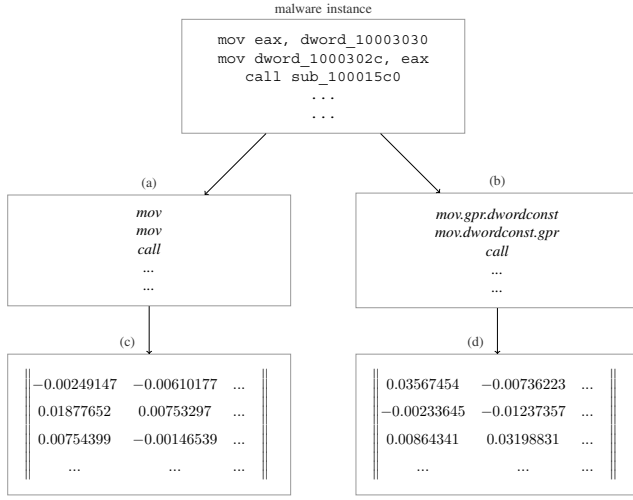 malware instance
mov eax, dword_10003030
mov dword_1000302c, eax
call sub_100015c0
...
...
(a)
mov
mov
call
...
...
(b)
mov.gpr.dwordconst
mov.dwordconst.gpr
call
...
...
(c)
−0.00249147 −0.00610177 ...
0.01877652 0.00753297 ...
0.00754399 −0.00146539 ...
... ... ...
(d)
0.03567454 −0.00736223 ...
−0.00233645 −0.01237357 ...
0.00864341 0.03198831 ...
... ... ...